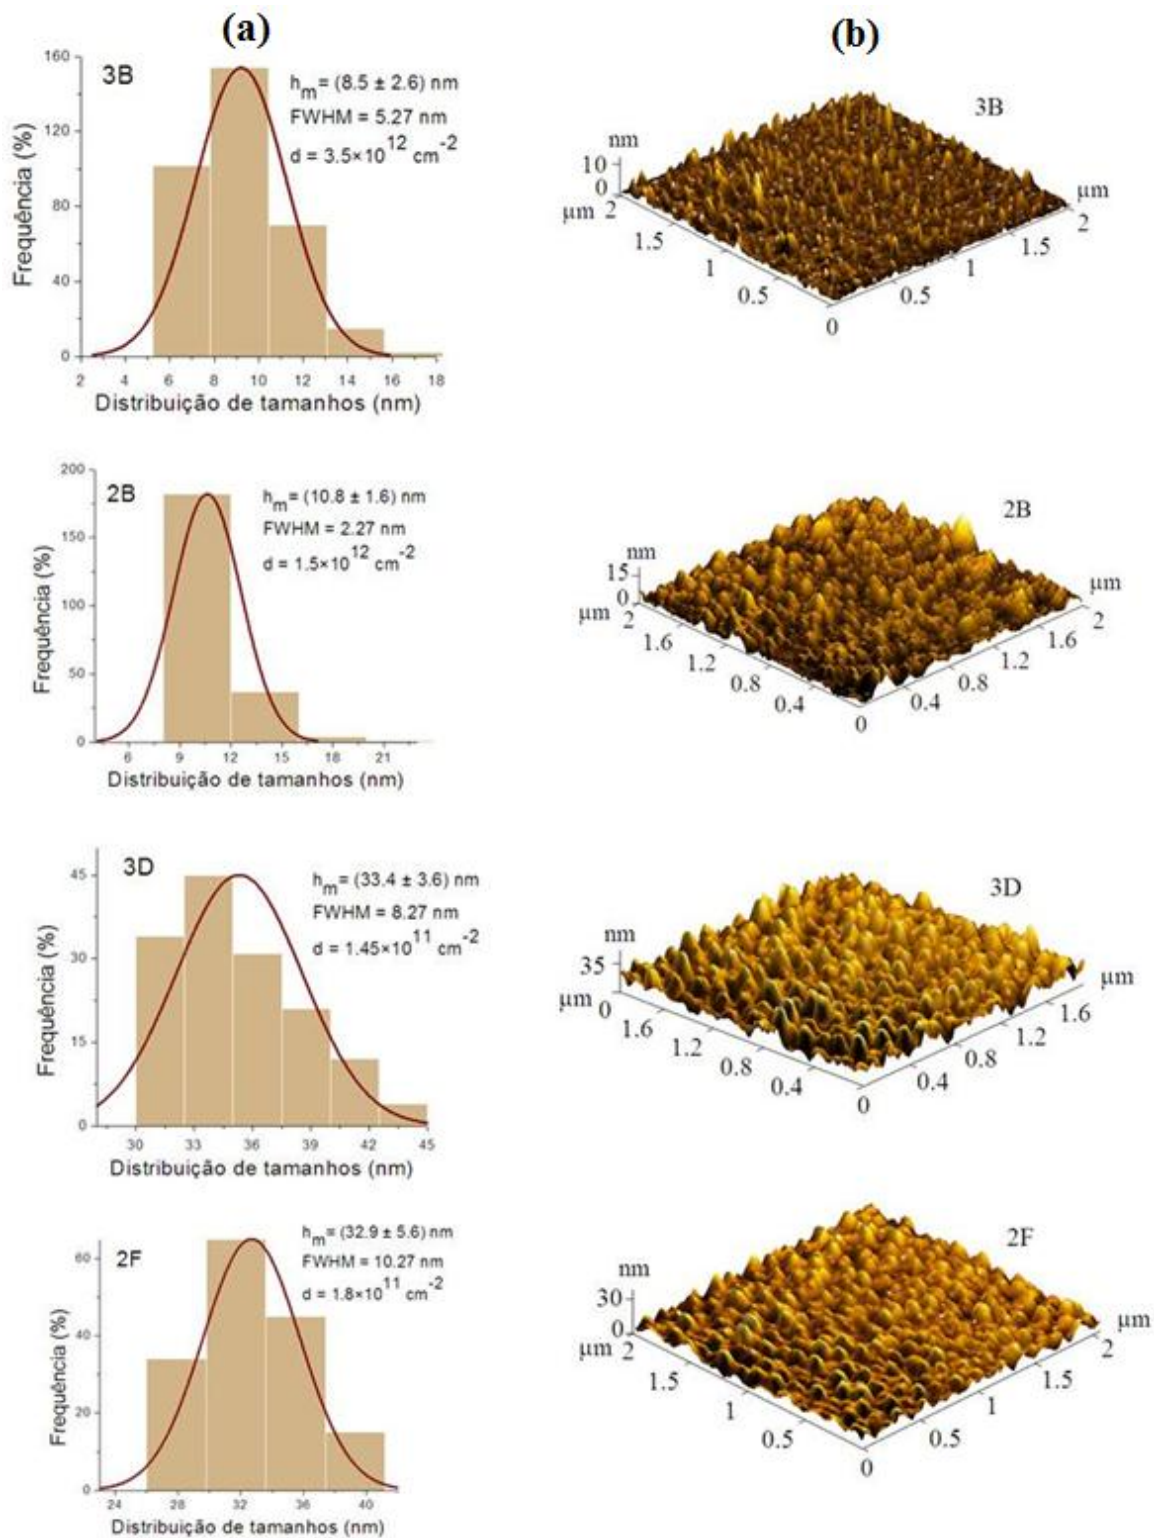 (a)
(b)
3B
h_m = (8.5 ± 2.6) nm
FWHM = 5.27 nm
d = 3.5×10^12 cm^-2
Frequência (%)
160
120
80
40
0
2 4 6 8 10 12 14 16 18
Distribuição de tamanhos (nm)
3B
nm
10
0
µm 2 1.5 1 0.5 0
0.5 1 1.5 2 µm
2B
h_m = (10.8 ± 1.6) nm
FWHM = 2.27 nm
d = 1.5×10^12 cm^-2
Frequência (%)
200
150
100
50
0
6 9 12 15 18 21
Distribuição de tamanhos (nm)
2B
nm
15
0
µm 2 1.6 1.2 0.8 0.4 0
0.4 0.8 1.2 1.6 2 µm
3D
h_m = (33.4 ± 3.6) nm
FWHM = 8.27 nm
d = 1.45×10^11 cm^-2
Frequência (%)
45
30
15
0
30 33 36 39 42 45
Distribuição de tamanhos (nm)
3D
nm
35
µm 0 1.6 1.2 0.8 0.4 0
0.4 0.8 1.2 1.6 µm
2F
h_m = (32.9 ± 5.6) nm
FWHM = 10.27 nm
d = 1.8×10^11 cm^-2
Frequência (%)
60
40
20
0
24 28 32 36 40
Distribuição de tamanhos (nm)
2F
nm
30
0
µm 2 1.5 1 0.5 0
0.5 1 1.5 2 µm